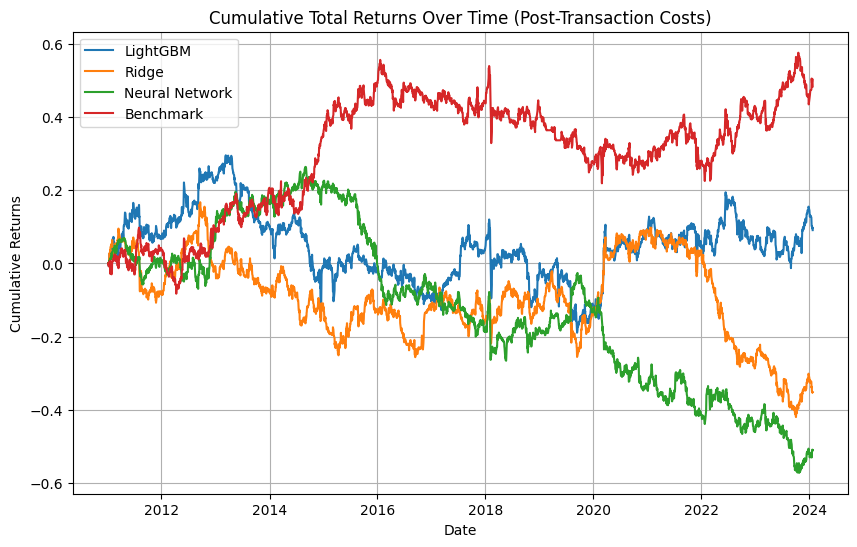 Cumulative Total Returns Over Time (Post-Transaction Costs)
LightGBM
Ridge
Neural Network
Benchmark
Cumulative Returns
0.6
0.4
0.2
0.0
−0.2
−0.4
−0.6
2012 2014 2016 2018 2020 2022 2024
Date